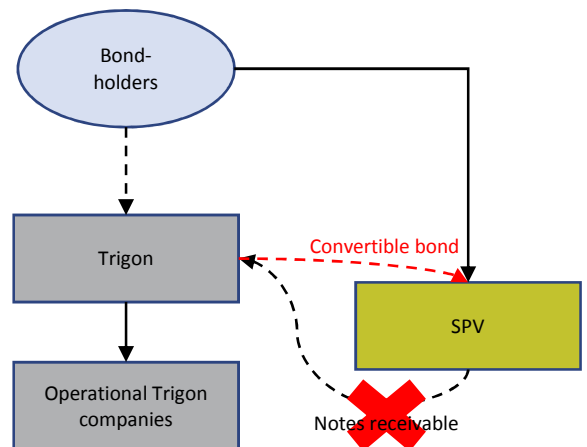 Bond-
holders
Trigon
Convertible bond
SPV
Operational Trigon
companies
Notes receivable